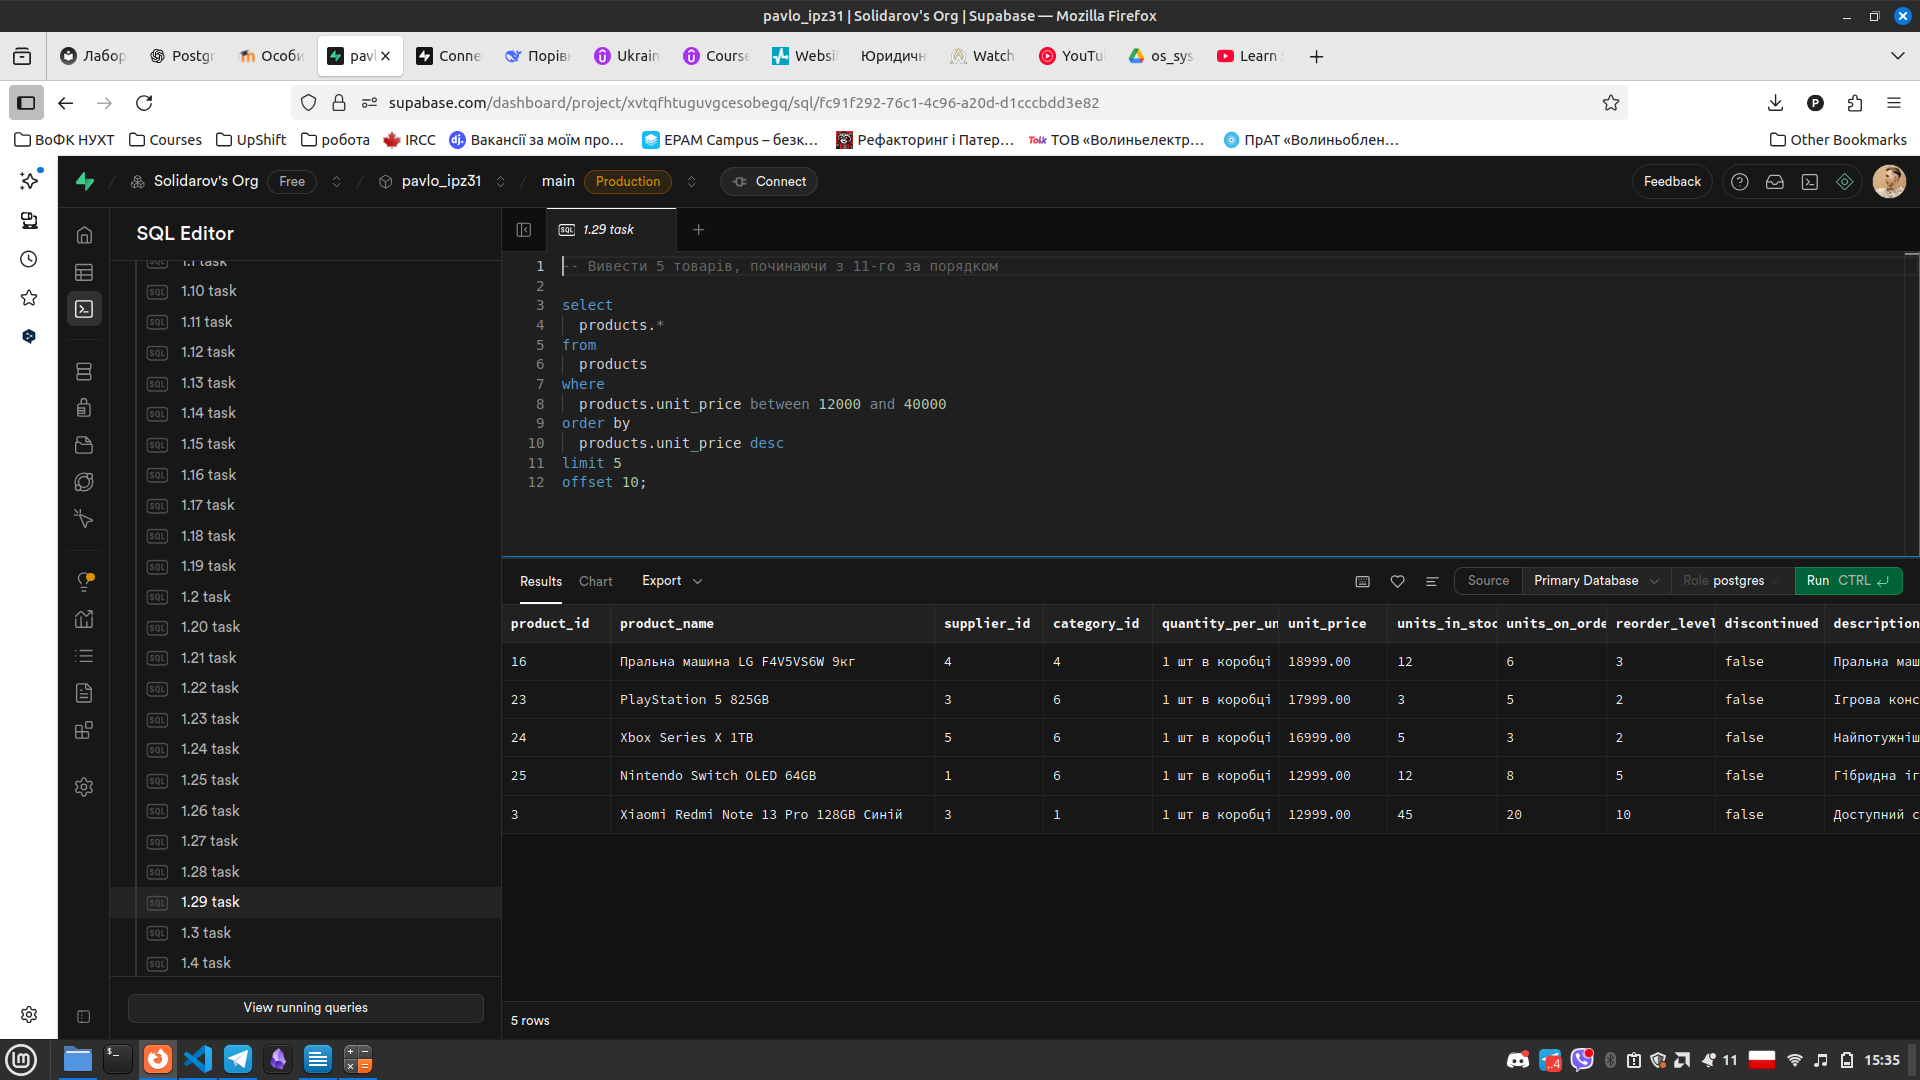 pavlo_ipz31 | Solidarov's Org | Supabase — Mozilla Firefox
Лабор
Postgr
Особи
pavl
Conne
Порів
Ukrain
Course
Websit
Юридичн
Watch
YouTu
os_sys
Learn
supabase.com/dashboard/project/xvtqfhtuguvgcesobegq/sql/fc91f292-76c1-4c96-a20d-d1cccbdd3e82
ВоФК НУХТ
Courses
UpShift
робота
IRCC
Вакансії за моїм про…
EPAM Campus – безк…
Рефакторинг і Патер…
ТОВ «Волиньелектр…
ПрАТ «Волиньоблен…
Other Bookmarks
Solidarov's Org Free
pavlo_ipz31
main Production
Connect
Feedback
SQL Editor
1.29 task
1.1 task
1.10 task
1.11 task
1.12 task
1.13 task
1.14 task
1.15 task
1.16 task
1.17 task
1.18 task
1.19 task
1.2 task
1.20 task
1.21 task
1.22 task
1.23 task
1.24 task
1.25 task
1.26 task
1.27 task
1.28 task
1.29 task
1.3 task
1.4 task
View running queries
1 -- Вивести 5 товарів, починаючи з 11-го за порядком
2
3 select
4 products.*
5 from
6 products
7 where
8 products.unit_price between 12000 and 40000
9 order by
10 products.unit_price desc
11 limit 5
12 offset 10;
Results Chart Export Source Primary Database Role postgres Run CTRL
product_id product_name supplier_id category_id quantity_per_un unit_price units_in_stoc units_on_orde reorder_level discontinued description
16 Пральна машина LG F4V5VS6W 9кг 4 4 1 шт в коробці 18999.00 12 6 3 false Пральна маш
23 PlayStation 5 825GB 3 6 1 шт в коробці 17999.00 3 5 2 false Ігрова конс
24 Xbox Series X 1TB 5 6 1 шт в коробці 16999.00 5 3 2 false Найпотужніш
25 Nintendo Switch OLED 64GB 1 6 1 шт в коробці 12999.00 12 8 5 false Гібридна іг
3 Xiaomi Redmi Note 13 Pro 128GB Синій 3 1 1 шт в коробці 12999.00 45 20 10 false Доступний с
5 rows
11
15:35